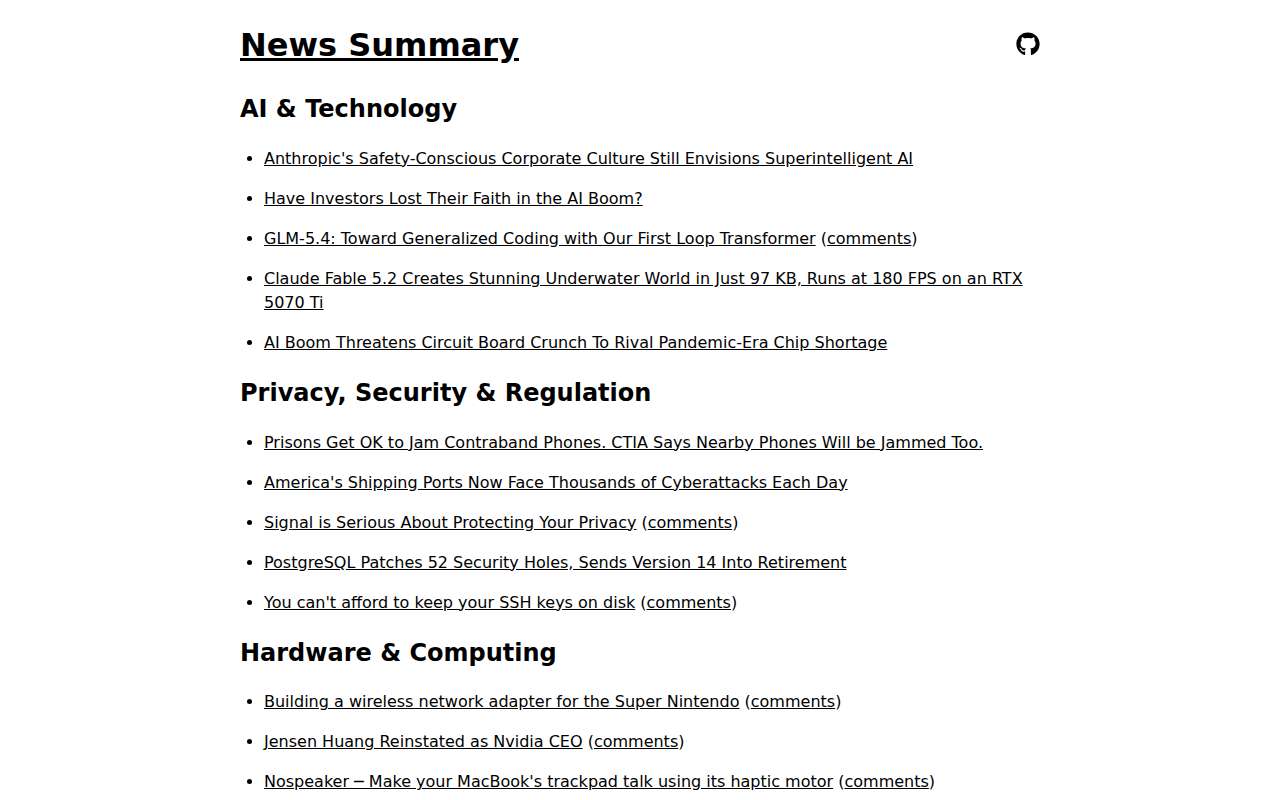 News Summary
AI & Technology
• Anthropic's Safety-Conscious Corporate Culture Still Envisions Superintelligent AI
• Have Investors Lost Their Faith in the AI Boom?
• GLM-5.4: Toward Generalized Coding with Our First Loop Transformer (comments)
• Claude Fable 5.2 Creates Stunning Underwater World in Just 97 KB, Runs at 180 FPS on an RTX
5070 Ti
• AI Boom Threatens Circuit Board Crunch To Rival Pandemic-Era Chip Shortage
Privacy, Security & Regulation
• Prisons Get OK to Jam Contraband Phones. CTIA Says Nearby Phones Will be Jammed Too.
• America's Shipping Ports Now Face Thousands of Cyberattacks Each Day
• Signal is Serious About Protecting Your Privacy (comments)
• PostgreSQL Patches 52 Security Holes, Sends Version 14 Into Retirement
• You can't afford to keep your SSH keys on disk (comments)
Hardware & Computing
• Building a wireless network adapter for the Super Nintendo (comments)
• Jensen Huang Reinstated as Nvidia CEO (comments)
• Nospeaker – Make your MacBook's trackpad talk using its haptic motor (comments)